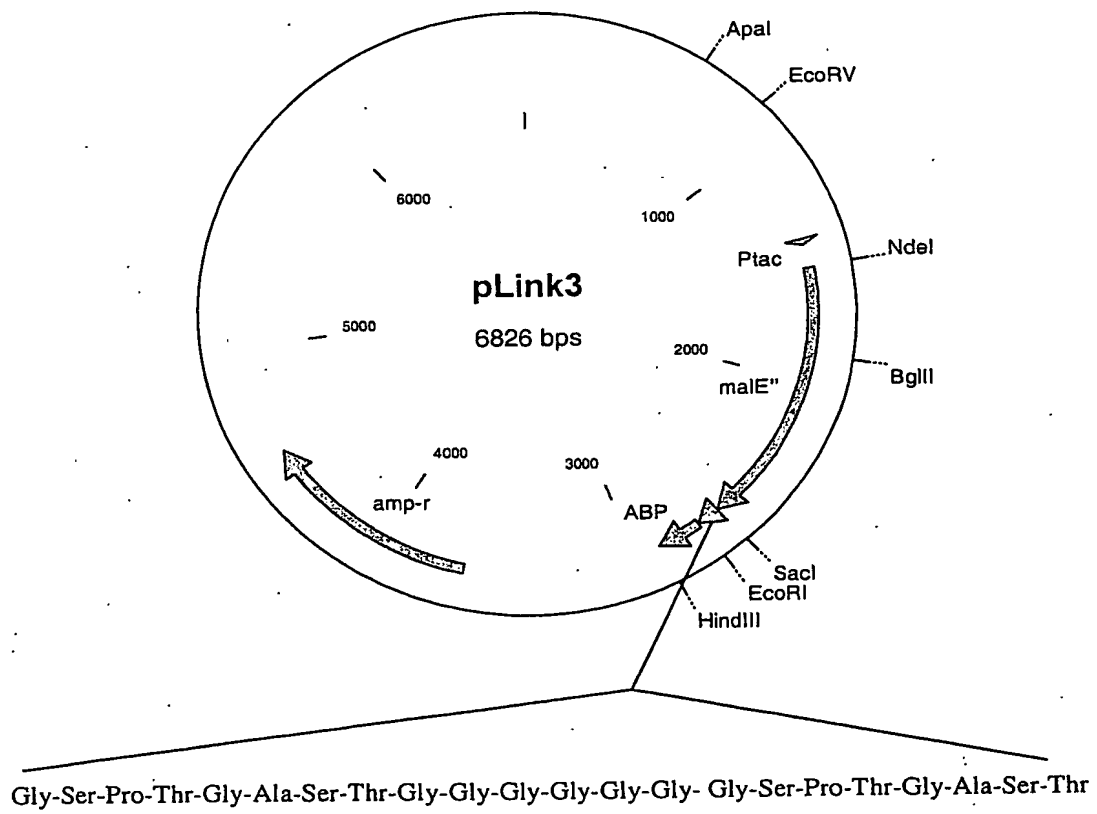 ApaI
EcoRV
6000
1000
NdeI
Ptac
pLink3
6826 bps
5000
2000
BglII
malE"
4000
3000
amp-r
ABP
SacI
EcoRI
HindIII
Gly-Ser-Pro-Thr-Gly-Ala-Ser-Thr-Gly-Gly-Gly-Gly-Gly-Gly- Gly-Ser-Pro-Thr-Gly-Ala-Ser-Thr